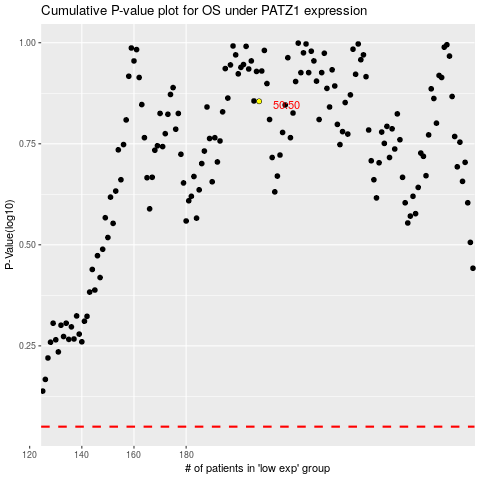 Cumulative P-value plot for OS under PATZ1 expression
P-Value(log10)
1.00
0.75
0.50
0.25
50:50
120 140 160 180
# of patients in 'low exp' group